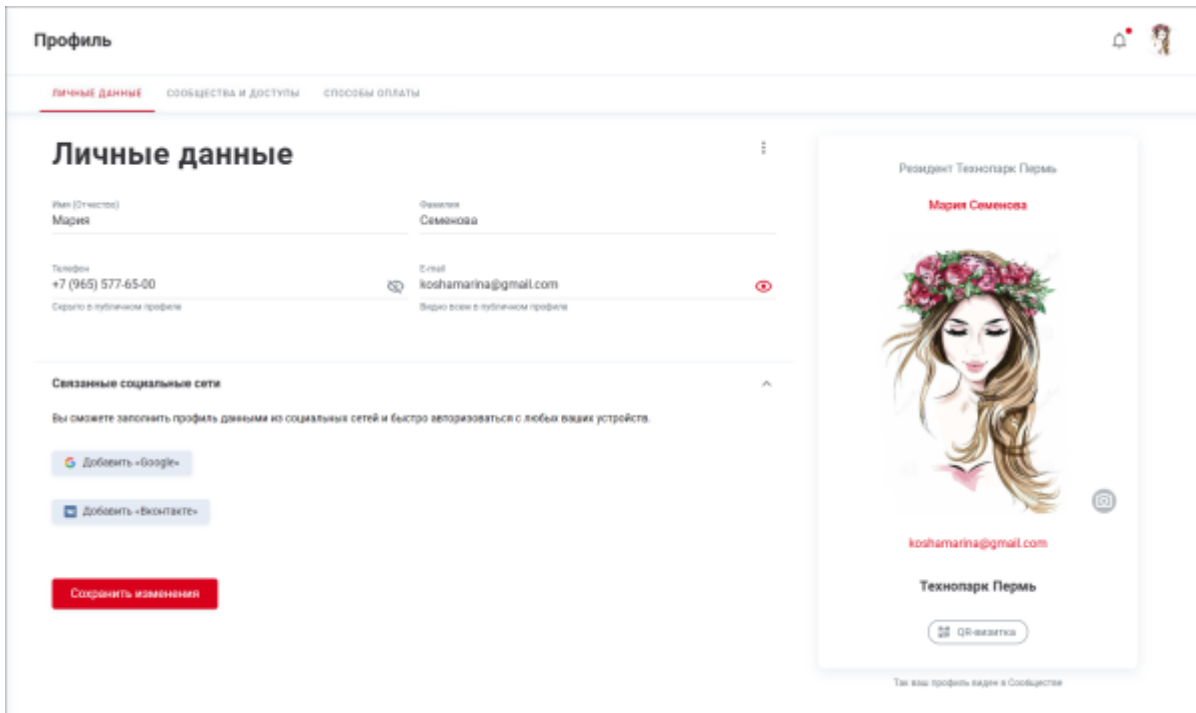 Профиль
ЛИЧНЫЕ ДАННЫЕ СООБЩЕСТВА И ДОСТУПЫ СПОСОБЫ ОПЛАТЫ
Личные данные
Имя (Отчество) Фамилия
Мария Семенова
Телефон E-mail
+7 (965) 577-65-00 koshamarina@gmail.com
Скрыто в публичном профиле Видно всем в публичном профиле
Связанные социальные сети
Вы сможете заполнить профиль данными из социальных сетей и быстро авторизоваться с любых ваших устройств.
Добавить «Google»
Добавить «Вконтакте»
Сохранить изменения
Резидент Технопарк Пермь
Мария Семенова
koshamarina@gmail.com
Технопарк Пермь
QR-визитка
Так ваш профиль виден в Сообществе